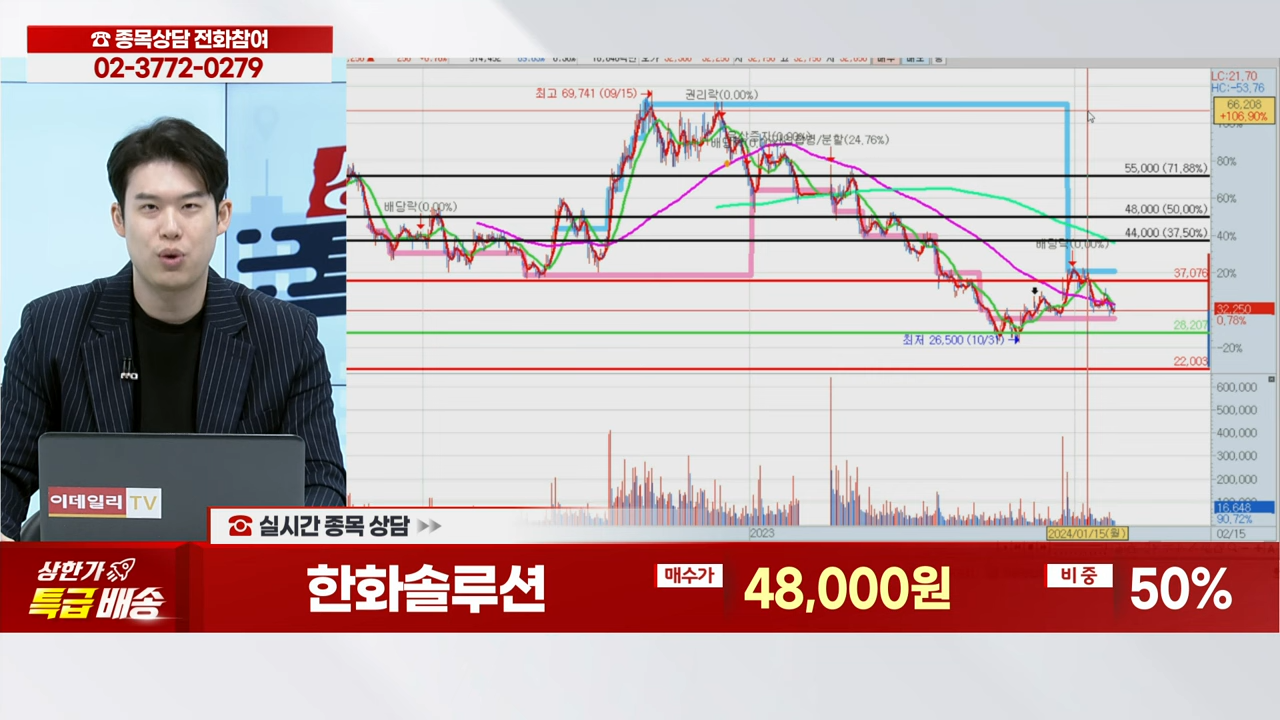 ☎ 종목상담 전화참여
02-3772-0279
LC:21,70
HC:-53,76
최고 69,741 (09/15)
권리락(0,00%)
66,208
+106,90%
80%
55,000 (71,88%)
60%
배당락(0,00%)
48,000 (50,00%)
44,000 (37,50%)
40%
배당락(0,00%)
37,076
20%
32,250
0,78%
28,207
최저 26,500 (10/31)
-20%
22,003
600,000
500,000
400,000
300,000
200,000
16,648
90,72%
2023
2024/01/15(월)
02/15
이데일리 TV
☎ 실시간 종목 상담
상한가
특급 배송
한화솔루션
매수가
48,000원
비중
50%